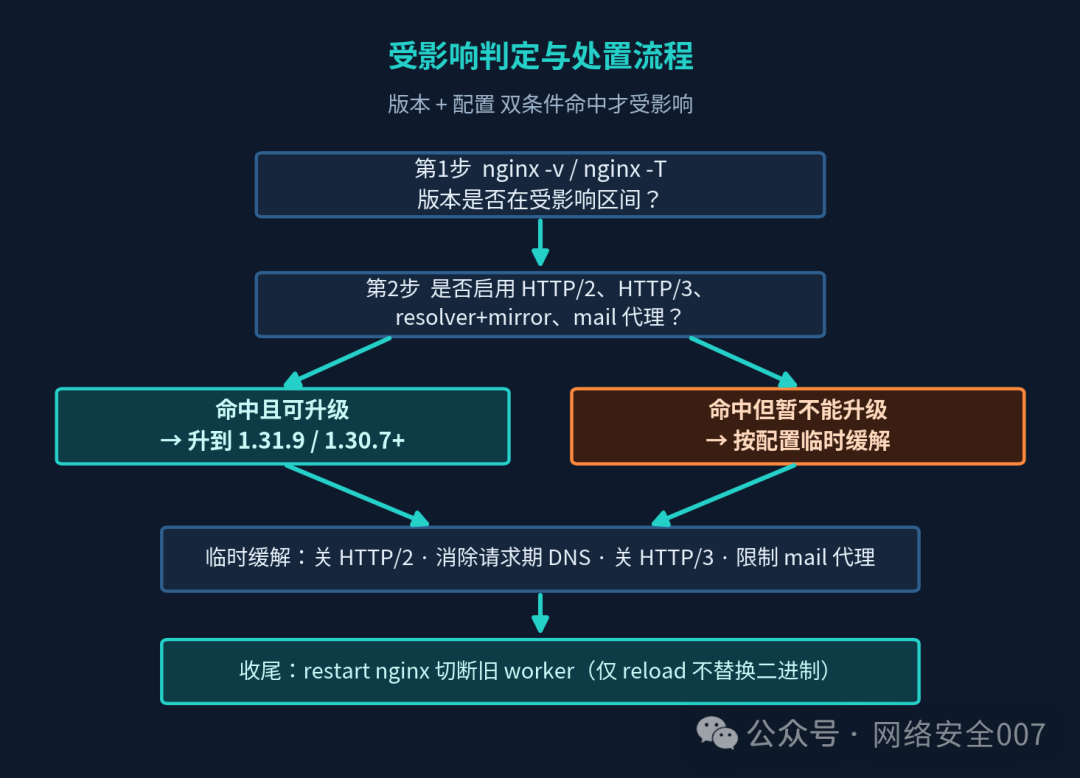 受影响判定与处置流程
版本 + 配置 双条件命中才受影响
第1步 nginx -v / nginx -T
版本是否在受影响区间？
第2步 是否启用 HTTP/2、HTTP/3、
resolver+mirror、mail 代理？
命中且可升级
→ 升到 1.31.9 / 1.30.7+
命中但暂不能升级
→ 按配置临时缓解
临时缓解：关 HTTP/2 · 消除请求期 DNS · 关 HTTP/3 · 限制 mail 代理
收尾：restart nginx 切断旧 worker（仅 reload 不替换二进制）
公众号 · 网络安全007